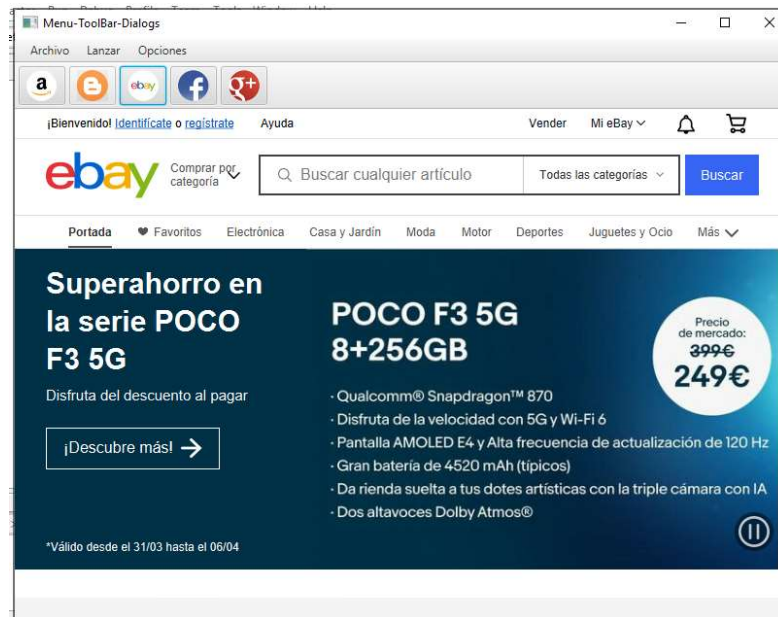 Menu-ToolBar-Dialogs
Archivo Lanzar Opciones
a ebay f g+
¡Bienvenido! Identifícate o regístrate Ayuda Vender Mi eBay
ebay Comprar por categoría Buscar cualquier artículo Todas las categorías Buscar
Portada Favoritos Electrónica Casa y Jardín Moda Motor Deportes Juguetes y Ocio Más
Superahorro en
la serie POCO
F3 5G
Disfruta del descuento al pagar
¡Descubre más!
*Válido desde el 31/03 hasta el 06/04
POCO F3 5G
8+256GB
· Qualcomm® Snapdragon™ 870
· Disfruta de la velocidad con 5G y Wi-Fi 6
· Pantalla AMOLED E4 y Alta frecuencia de actualización de 120 Hz
· Gran batería de 4520 mAh (típicos)
· Da rienda suelta a tus dotes artísticas con la triple cámara con IA
· Dos altavoces Dolby Atmos®
Precio
de mercado:
399€
249€